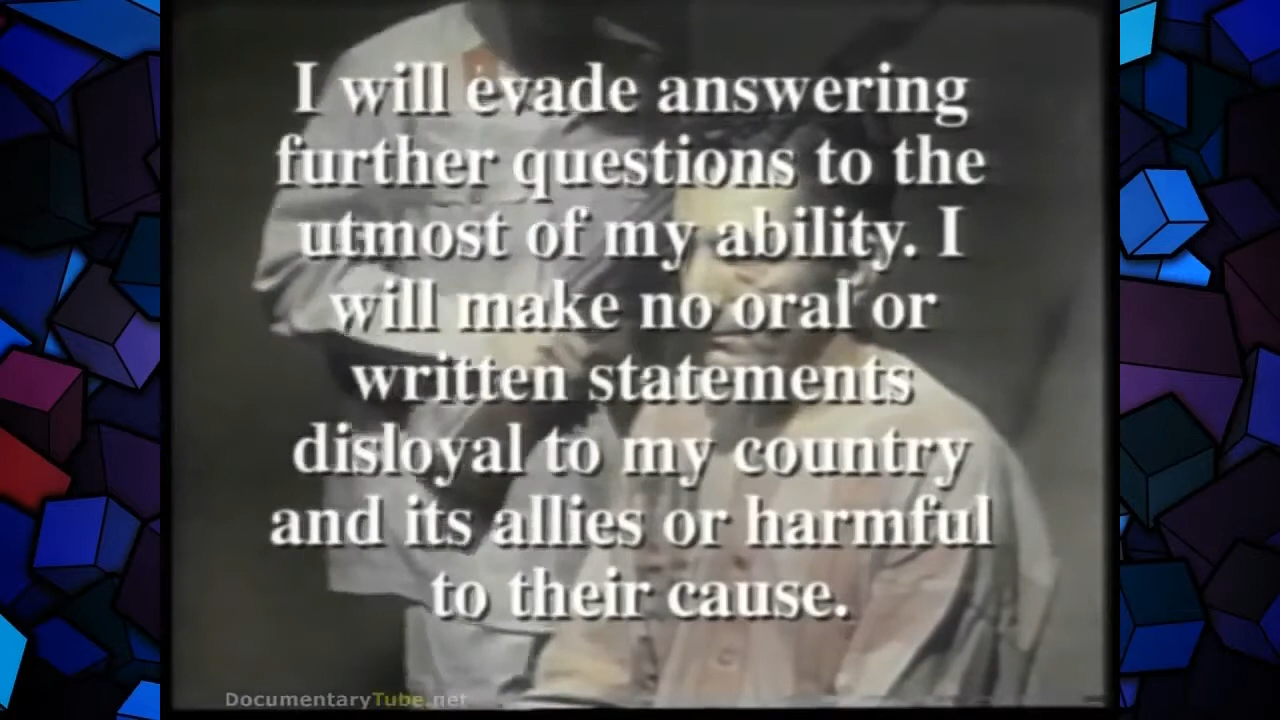 I will evade answering
further questions to the
utmost of my ability. I
will make no oral or
written statements
disloyal to my country
and its allies or harmful
to their cause.
DocumentaryTube.net